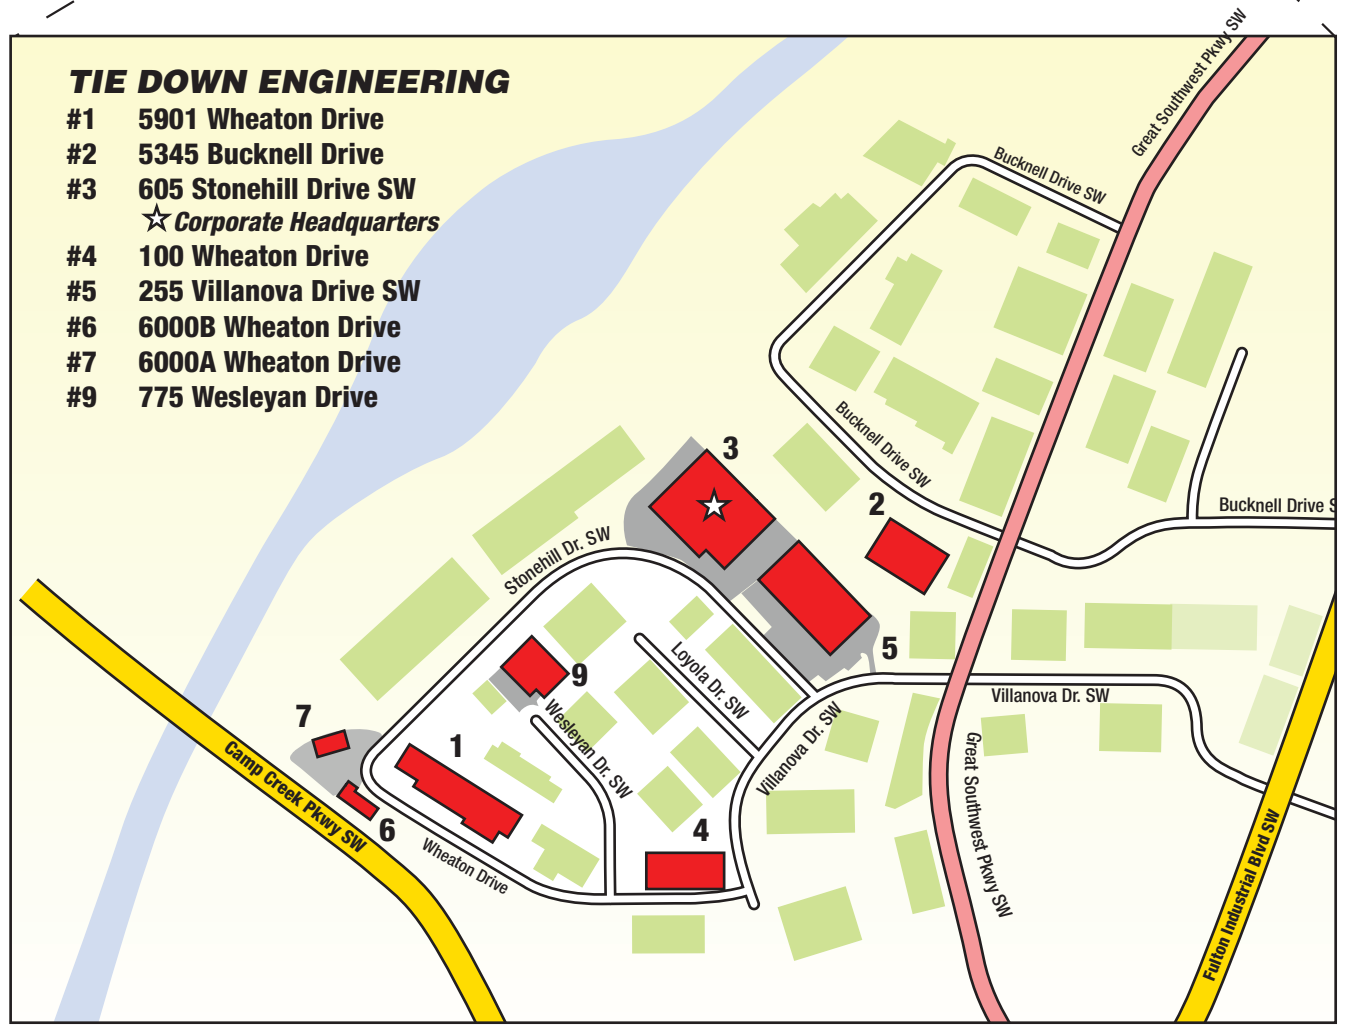 TIE DOWN ENGINEERING
#1 5901 Wheaton Drive
#2 5345 Bucknell Drive
#3 605 Stonehill Drive SW
Corporate Headquarters
#4 100 Wheaton Drive
#5 255 Villanova Drive SW
#6 6000B Wheaton Drive
#7 6000A Wheaton Drive
#9 775 Wesleyan Drive
Great Southwest Pkwy SW
Bucknell Drive SW
Bucknell Drive SW
3
2
Bucknell Drive S
Stonehill Dr. SW
5
Loyola Dr. SW
9
Villanova Dr. SW
Wesleyan Dr. SW
Villanova Dr. SW
7
1
Camp Creek Pkwy SW
Great Southwest Pkwy SW
6
4
Wheaton Drive
Fulton Industrial Blvd SW